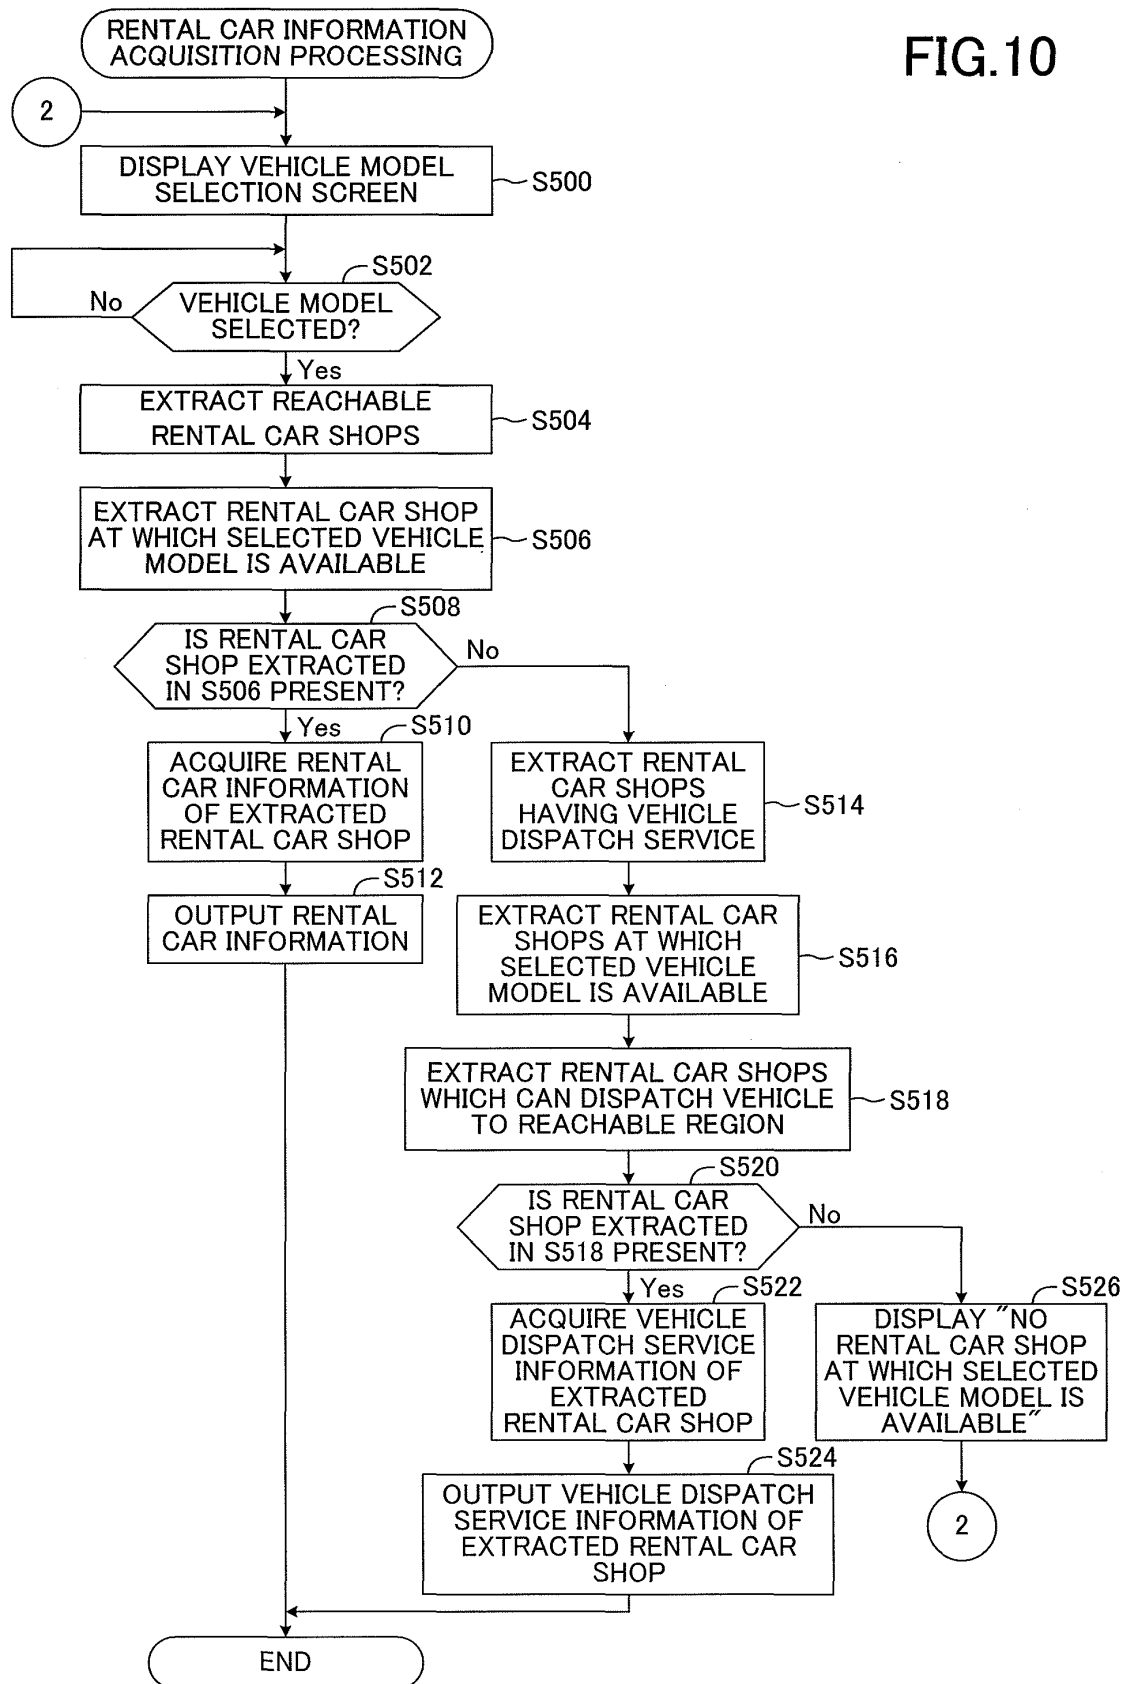 RENTAL CAR INFORMATION
ACQUISITION PROCESSING
FIG.10
2
DISPLAY VEHICLE MODEL
SELECTION SCREEN
S500
S502
No
VEHICLE MODEL
SELECTED?
Yes
EXTRACT REACHABLE
RENTAL CAR SHOPS
S504
EXTRACT RENTAL CAR SHOP
AT WHICH SELECTED VEHICLE
MODEL IS AVAILABLE
S506
S508
IS RENTAL CAR
SHOP EXTRACTED
IN S506 PRESENT?
No
Yes
S510
ACQUIRE RENTAL
CAR INFORMATION
OF EXTRACTED
RENTAL CAR SHOP
EXTRACT RENTAL
CAR SHOPS
HAVING VEHICLE
DISPATCH SERVICE
S514
S512
OUTPUT RENTAL
CAR INFORMATION
EXTRACT RENTAL CAR
SHOPS AT WHICH
SELECTED VEHICLE
MODEL IS AVAILABLE
S516
EXTRACT RENTAL CAR SHOPS
WHICH CAN DISPATCH VEHICLE
TO REACHABLE REGION
S518
S520
IS RENTAL CAR
SHOP EXTRACTED
IN S518 PRESENT?
No
Yes
S522
ACQUIRE VEHICLE
DISPATCH SERVICE
INFORMATION OF
EXTRACTED
RENTAL CAR SHOP
S526
DISPLAY "NO
RENTAL CAR SHOP
AT WHICH SELECTED
VEHICLE MODEL IS
AVAILABLE"
S524
OUTPUT VEHICLE DISPATCH
SERVICE INFORMATION OF
EXTRACTED RENTAL CAR
SHOP
2
END